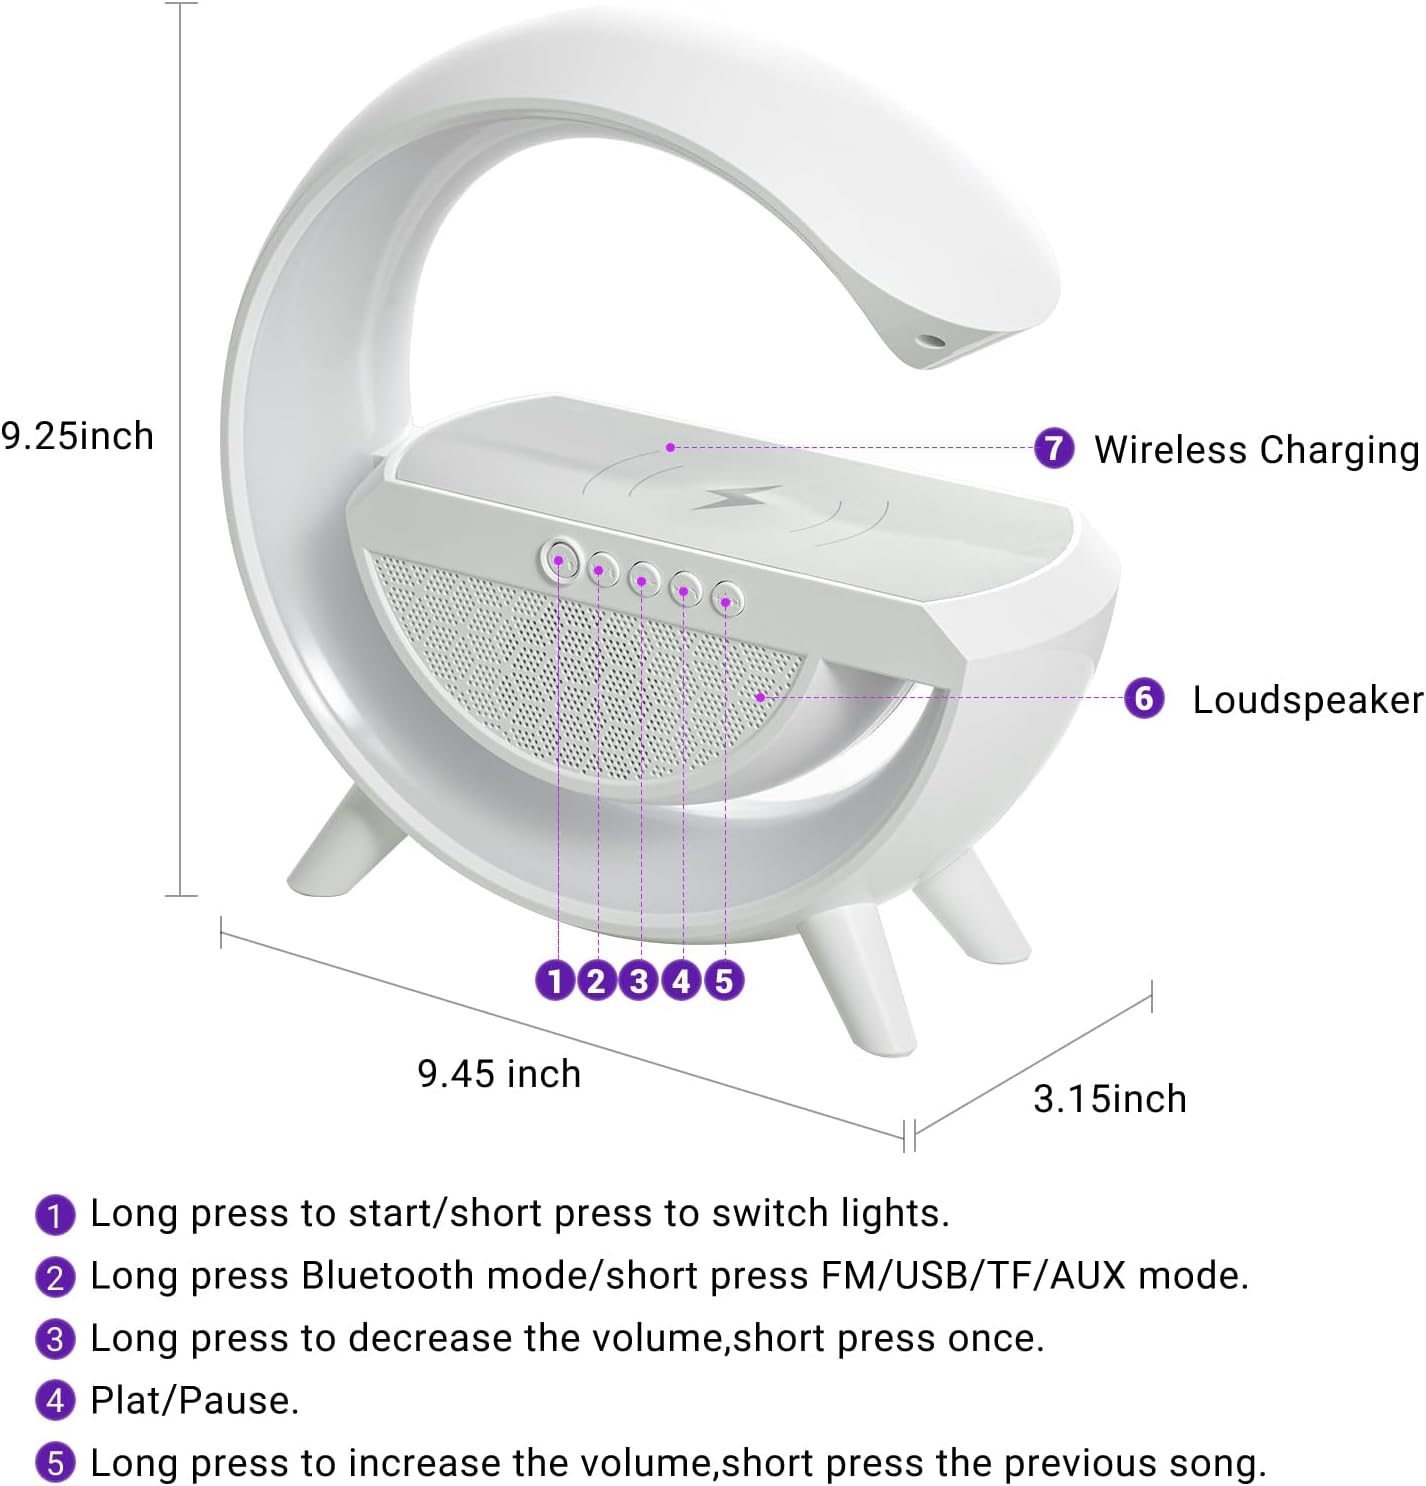 9.25inch
7 Wireless Charging
6 Loudspeaker
1 2 3 4 5
9.45 inch
3.15inch
1 Long press to start/short press to switch lights.
2 Long press Bluetooth mode/short press FM/USB/TF/AUX mode.
3 Long press to decrease the volume,short press once.
4 Plat/Pause.
5 Long press to increase the volume,short press the previous song.